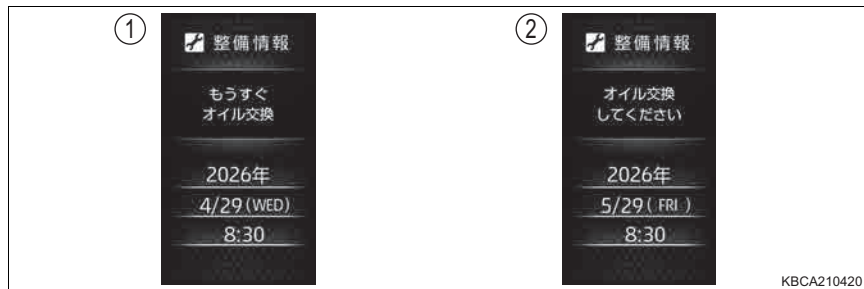 ①
整備情報
もうすぐ
オイル交換
2026年
4/29(WED)
8:30
②
整備情報
オイル交換
してください
2026年
5/29( FRI )
8:30
KBCA210420